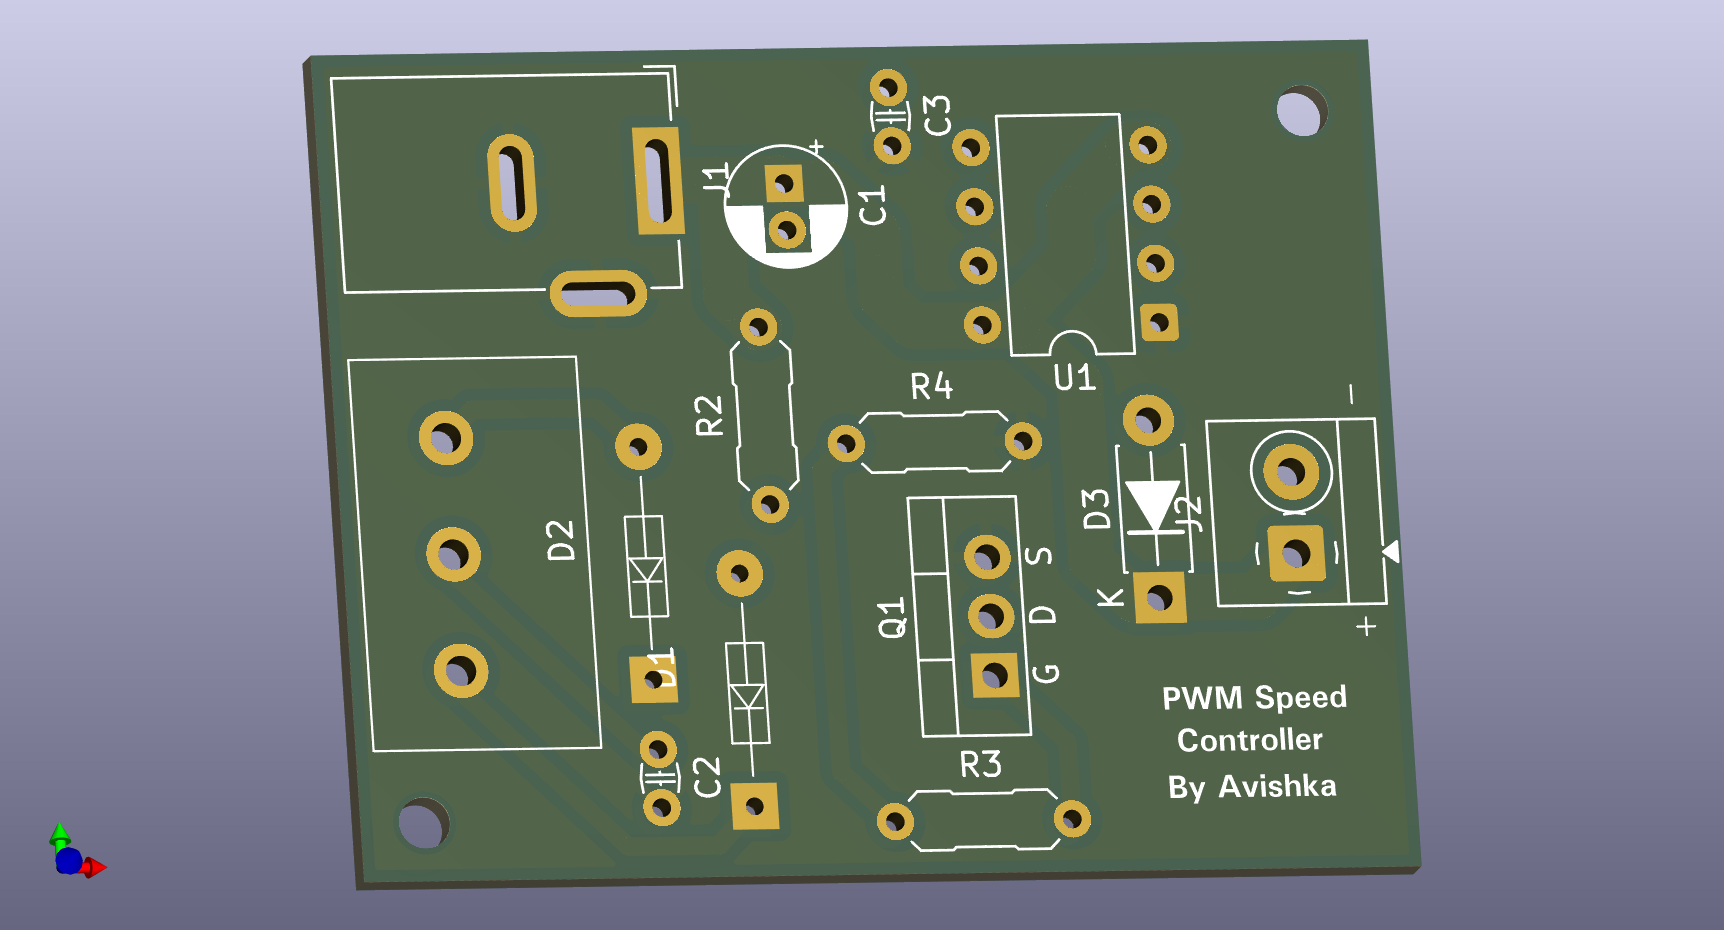 C3
+
J1
C1
U1
R4
R2
-
D3
J2
D2
S
K
D
Q1
+
D1
G
PWM Speed
Controller
R3
C2
By Avishka